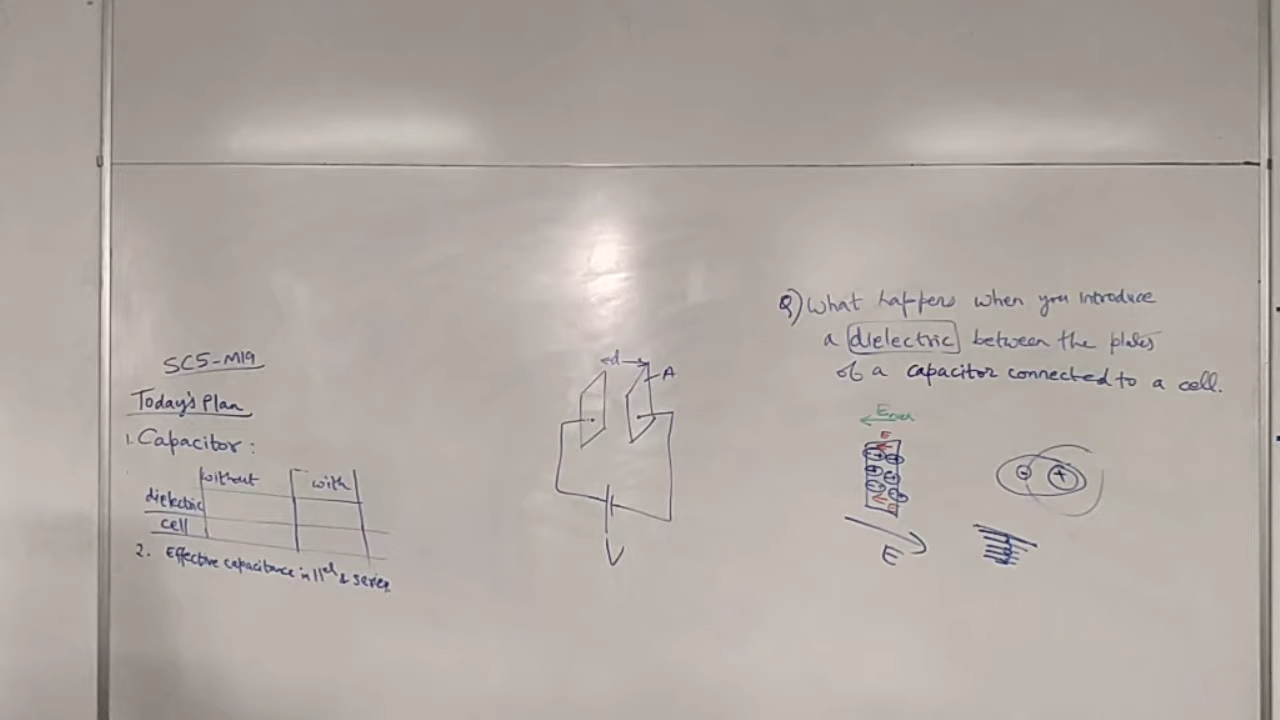 SC5-M19
Today's Plan
1. Capacitor:
without with
dielectric
cell
2. Effective capacitance in ||el & series
d
A
V
Q) What happens when you introduce
a dielectric between the plates
of a capacitor connected to a cell.
E
E
- +